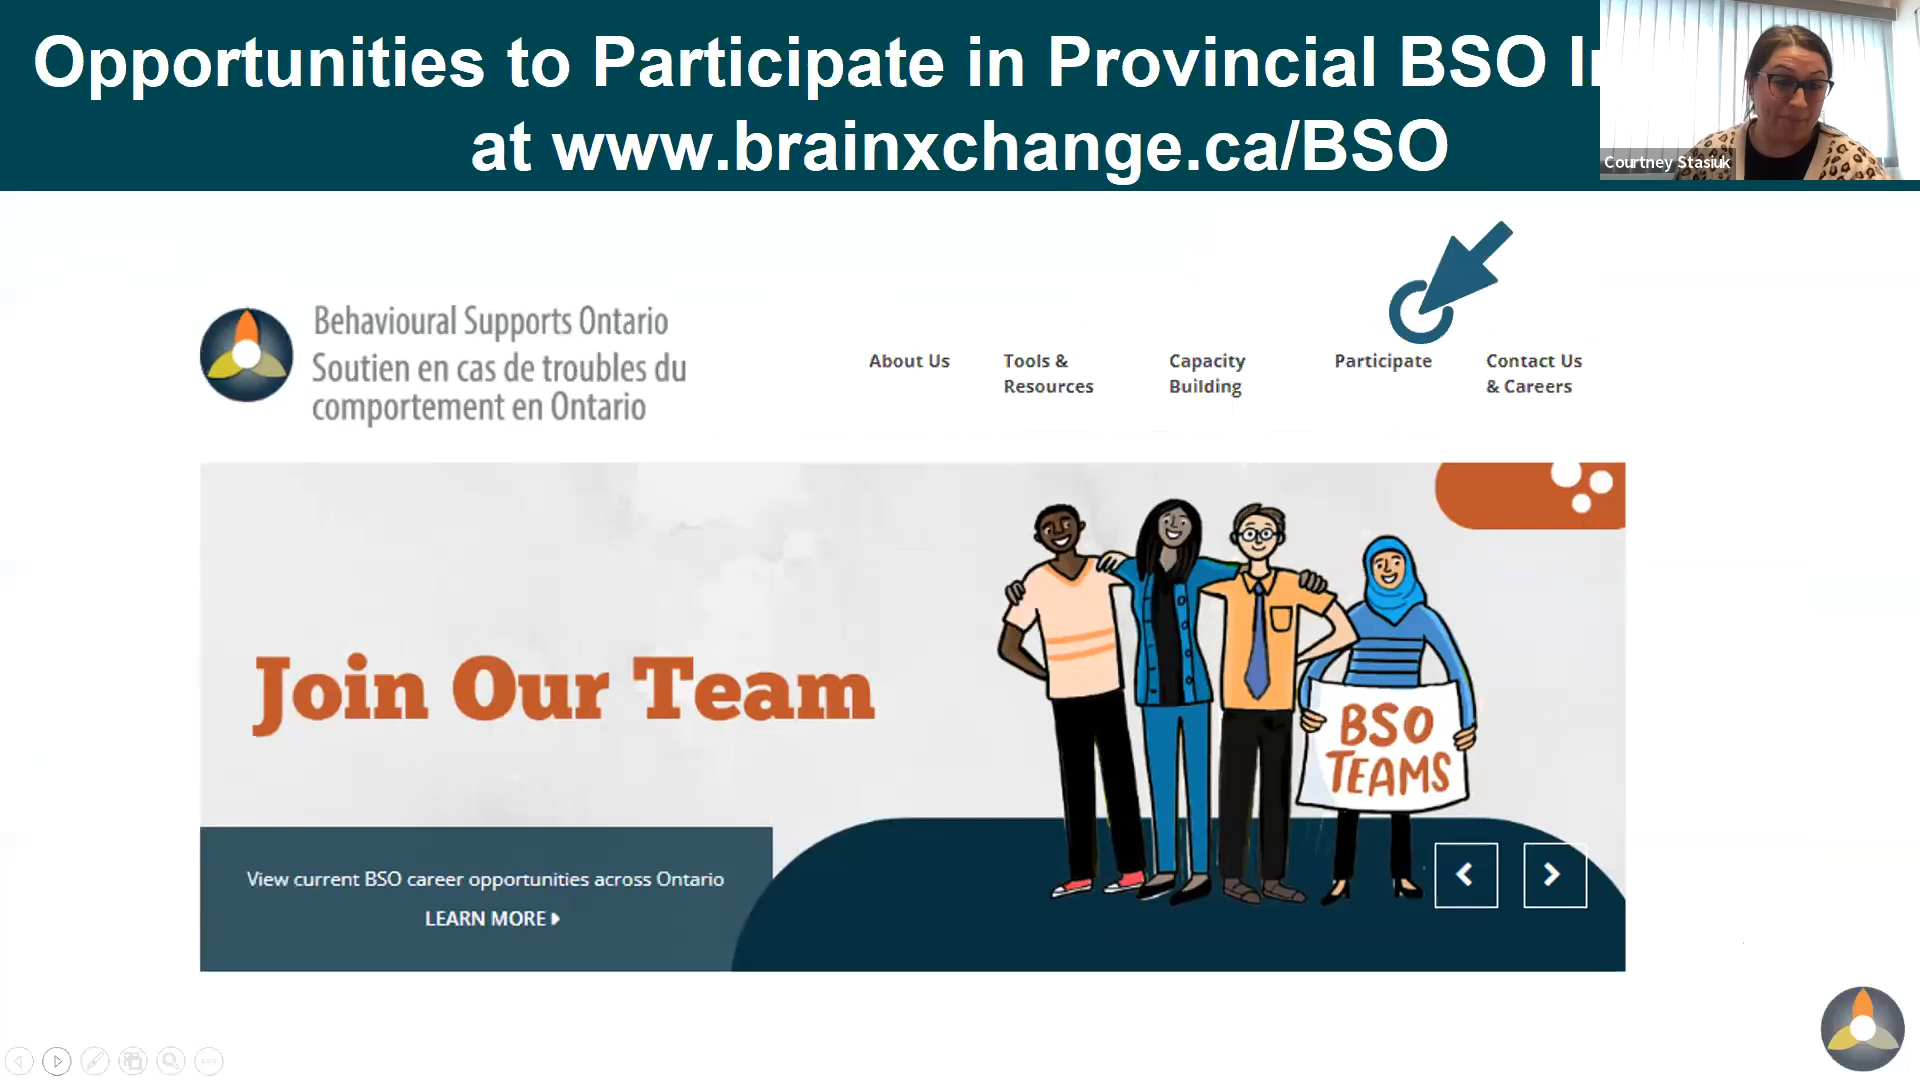 Opportunities to Participate in Provincial BSO
at www.brainxchange.ca/BSO
Courtney Stasiuk
Behavioural Supports Ontario
Soutien en cas de troubles du
comportement en Ontario
About Us
Tools &
Resources
Capacity
Building
Participate
Contact Us
& Careers
Join Our Team
BSO
TEAMS
View current BSO career opportunities across Ontario
LEARN MORE